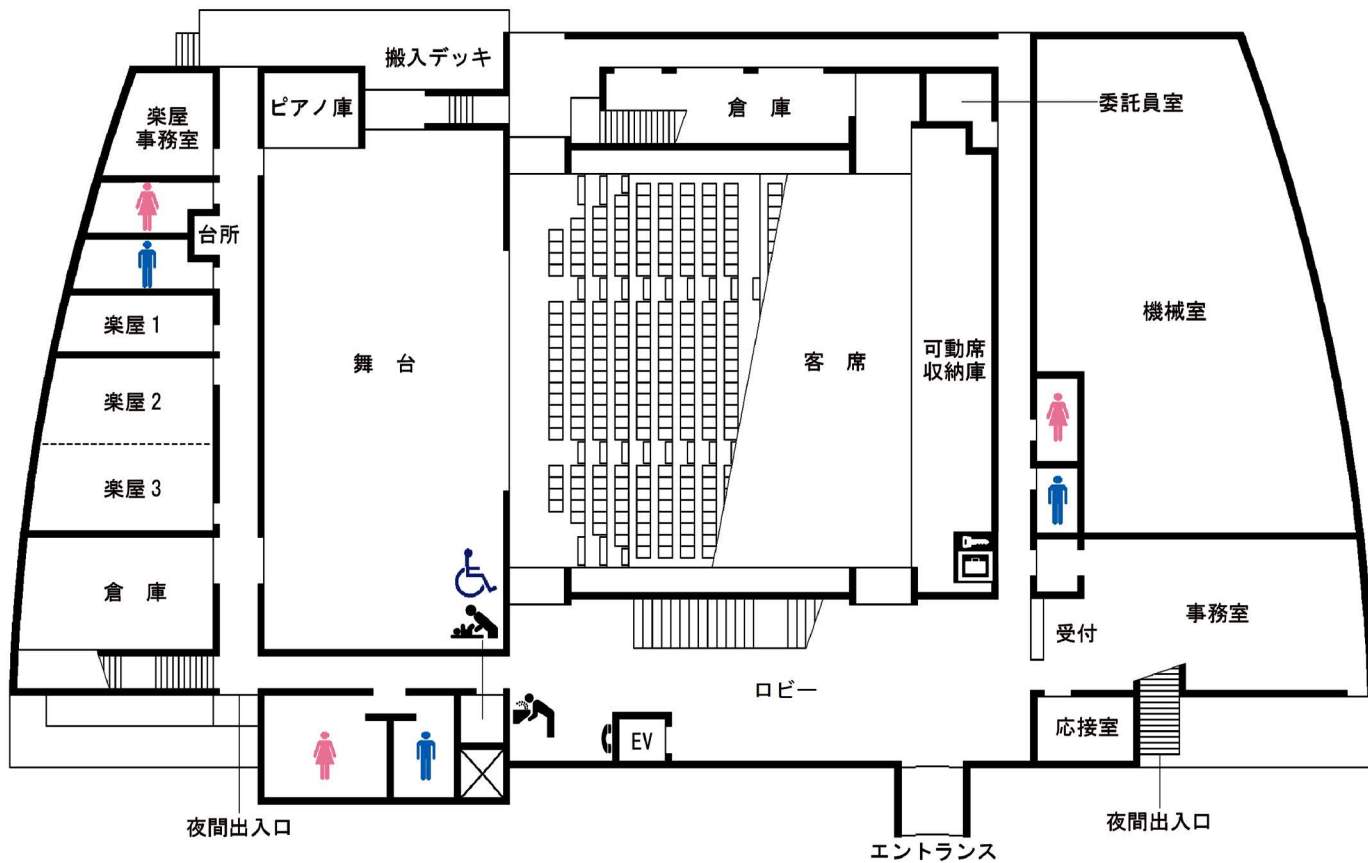 搬入デッキ
ピアノ庫
楽屋
事務室
倉　庫
委託員室
台所
楽屋1
楽屋2
楽屋3
舞　台
客　席
可動席
収納庫
機械室
倉　庫
事務室
受付
ロビー
応接室
EV
夜間出入口
夜間出入口
エントランス